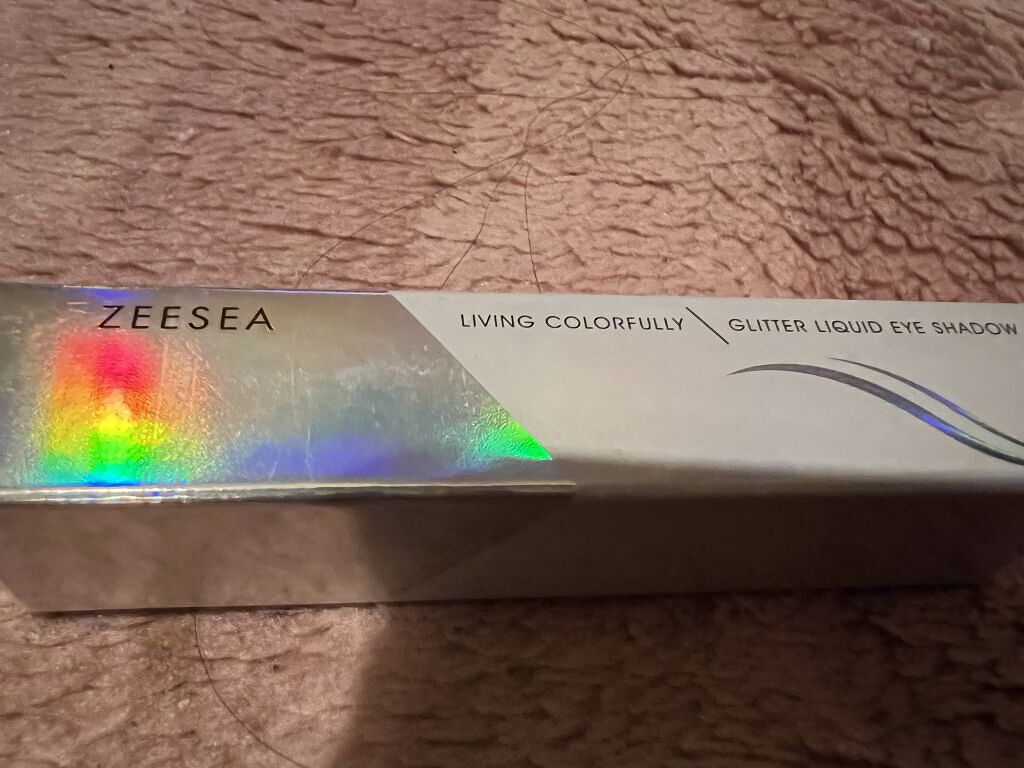 ZEESEA
LIVING COLORFULLY \ GLITTER LIQUID EYE SHADOW